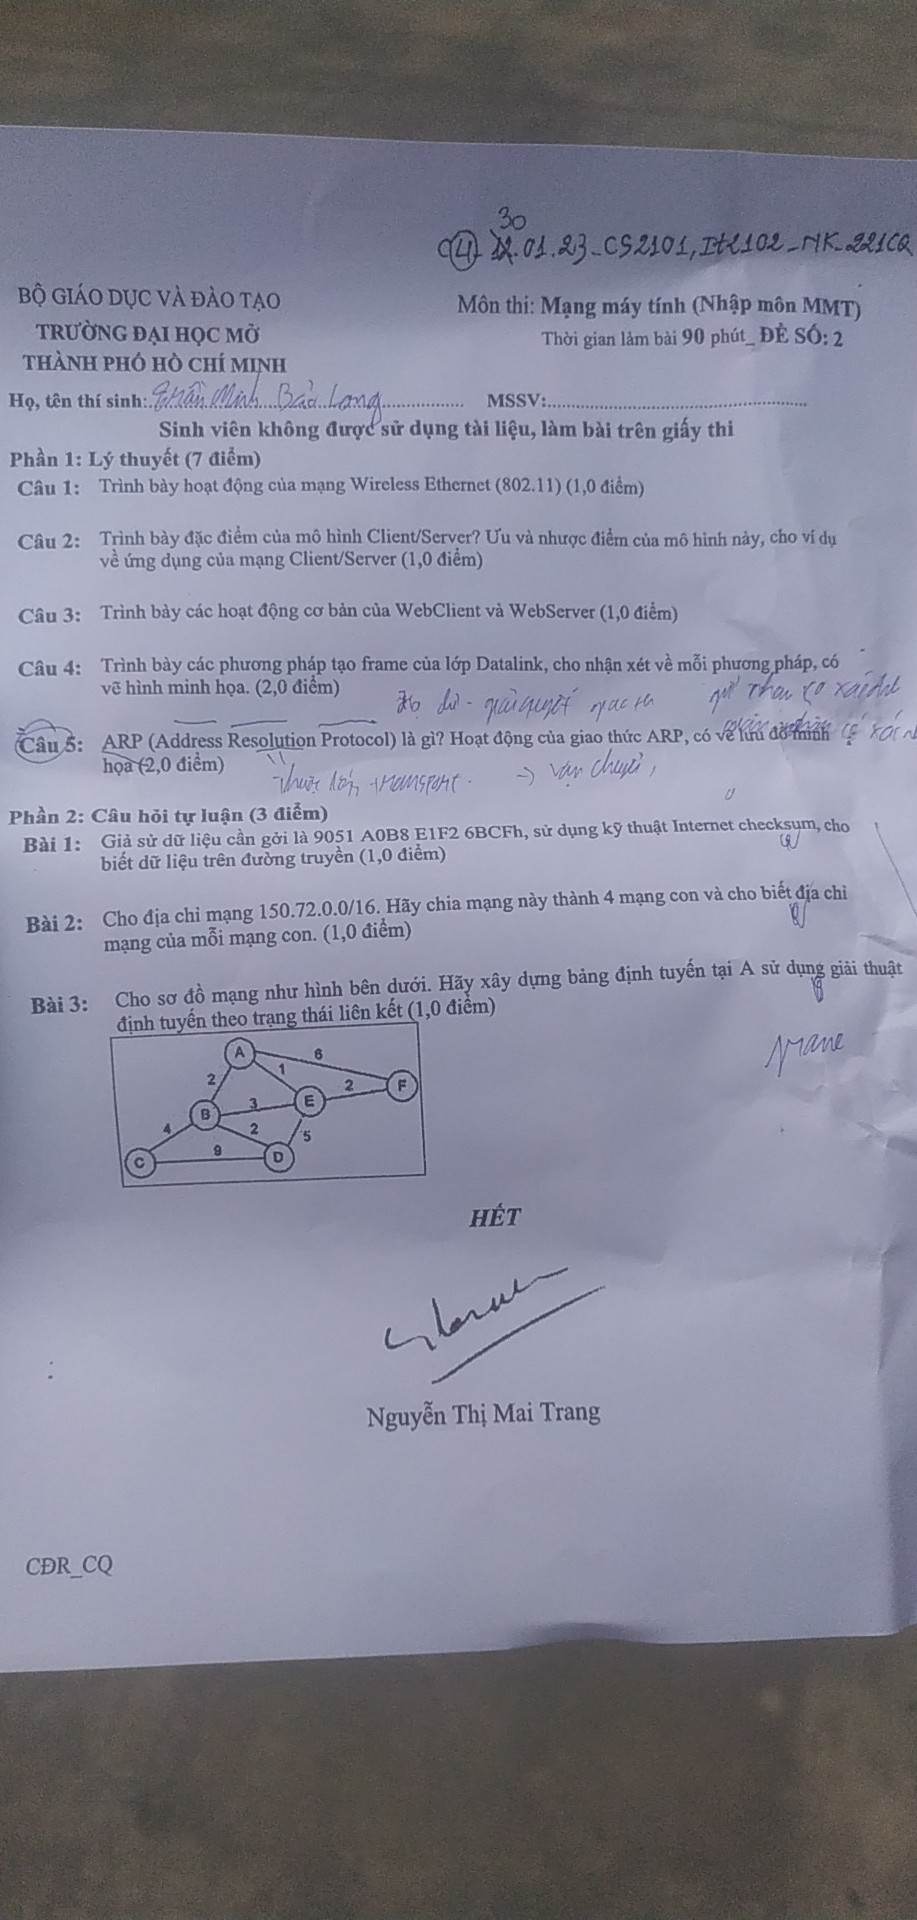 30
04 22.01.23_CS2101, It2102_NK_221CQ
BỘ GIÁO DỤC VÀ ĐÀO TẠO
TRƯỜNG ĐẠI HỌC MỞ
THÀNH PHỐ HỒ CHÍ MINH
Môn thi: Mạng máy tính (Nhập môn MMT)
Thời gian làm bài 90 phút_ ĐỀ SỐ: 2
Họ, tên thí sinh: Trần Minh Bảo Long MSSV:
Sinh viên không được sử dụng tài liệu, làm bài trên giấy thi
Phần 1: Lý thuyết (7 điểm)
Câu 1: Trình bày hoạt động của mạng Wireless Ethernet (802.11) (1,0 điểm)
Câu 2: Trình bày đặc điểm của mô hình Client/Server? Ưu và nhược điểm của mô hình này, cho ví dụ
về ứng dụng của mạng Client/Server (1,0 điểm)
Câu 3: Trình bày các hoạt động cơ bản của WebClient và WebServer (1,0 điểm)
Câu 4: Trình bày các phương pháp tạo frame của lớp Datalink, cho nhận xét về mỗi phương pháp, có
vẽ hình minh họa. (2,0 điểm)
Câu 5: ARP (Address Resolution Protocol) là gì? Hoạt động của giao thức ARP, có vẽ lưu đồ minh
họa (2,0 điểm)
thuộc lớp transport. -> vận chuyển
Phần 2: Câu hỏi tự luận (3 điểm)
Bài 1: Giả sử dữ liệu cần gởi là 9051 A0B8 E1F2 6BCFh, sử dụng kỹ thuật Internet checksum, cho
biết dữ liệu trên đường truyền (1,0 điểm)
Bài 2: Cho địa chỉ mạng 150.72.0.0/16. Hãy chia mạng này thành 4 mạng con và cho biết địa chỉ
mạng của mỗi mạng con. (1,0 điểm)
Bài 3: Cho sơ đồ mạng như hình bên dưới. Hãy xây dựng bảng định tuyến tại A sử dụng giải thuật
định tuyến theo trạng thái liên kết (1,0 điểm)
A 6
2 1
2 F
B 3 E
4 2 5
C 9 D
HẾT
Nguyễn Thị Mai Trang
CĐR_CQ